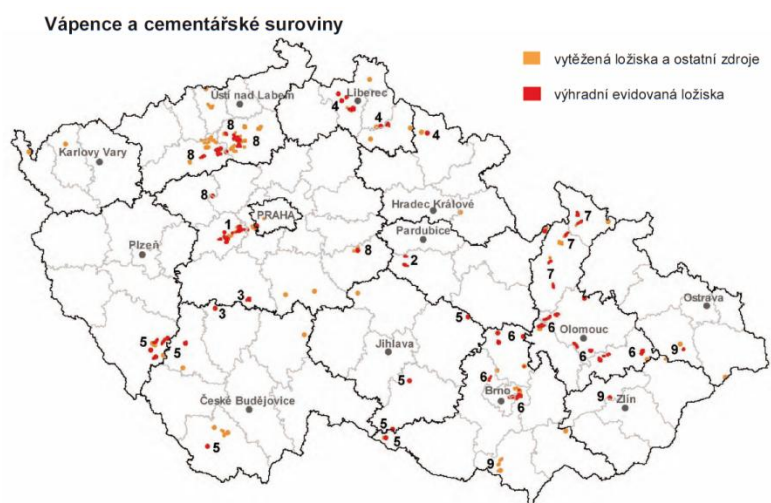 Vápence a cementářské suroviny
vytěžená ložiska a ostatní zdroje
výhradní evidovaná ložiska
Ústí nad Labem
Liberec
4
4
4
8
8
8
Karlovy Vary
8
PRAHA
Hradec Králové
7
1
Pardubice
7
Plzeň
8
2
7
3
3
Ostrava
5
6
Olomouc
5
5
Jihlava
6
6
9
5
6
Brno
6
České Budějovice
9
Zlín
5
5
5
9